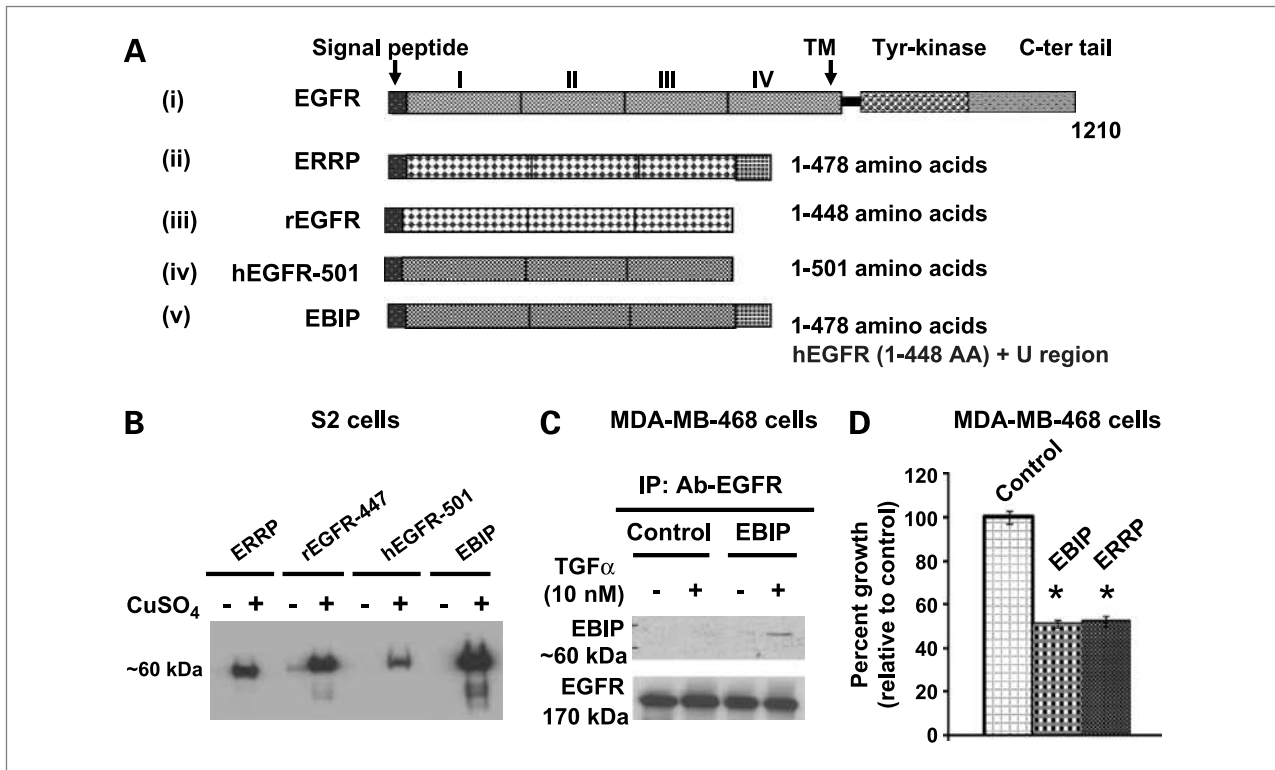 A
Signal peptide TM Tyr-kinase C-ter tail
I II III IV
(i) EGFR
1210
(ii) ERRP 1-478 amino acids
(iii) rEGFR 1-448 amino acids
(iv) hEGFR-501 1-501 amino acids
(v) EBIP 1-478 amino acids
hEGFR (1-448 AA) + U region
B S2 cells
ERRP rEGFR-447 hEGFR-501 EBIP
CuSO4 - + - + - + - +
~60 kDa
C MDA-MB-468 cells
IP: Ab-EGFR
Control EBIP
TGFα
(10 nM) - + - +
EBIP
~60 kDa
EGFR
170 kDa
D MDA-MB-468 cells
Percent growth
(relative to control)
120
100
80
60
40
20
0
Control
EBIP
ERRP
* *